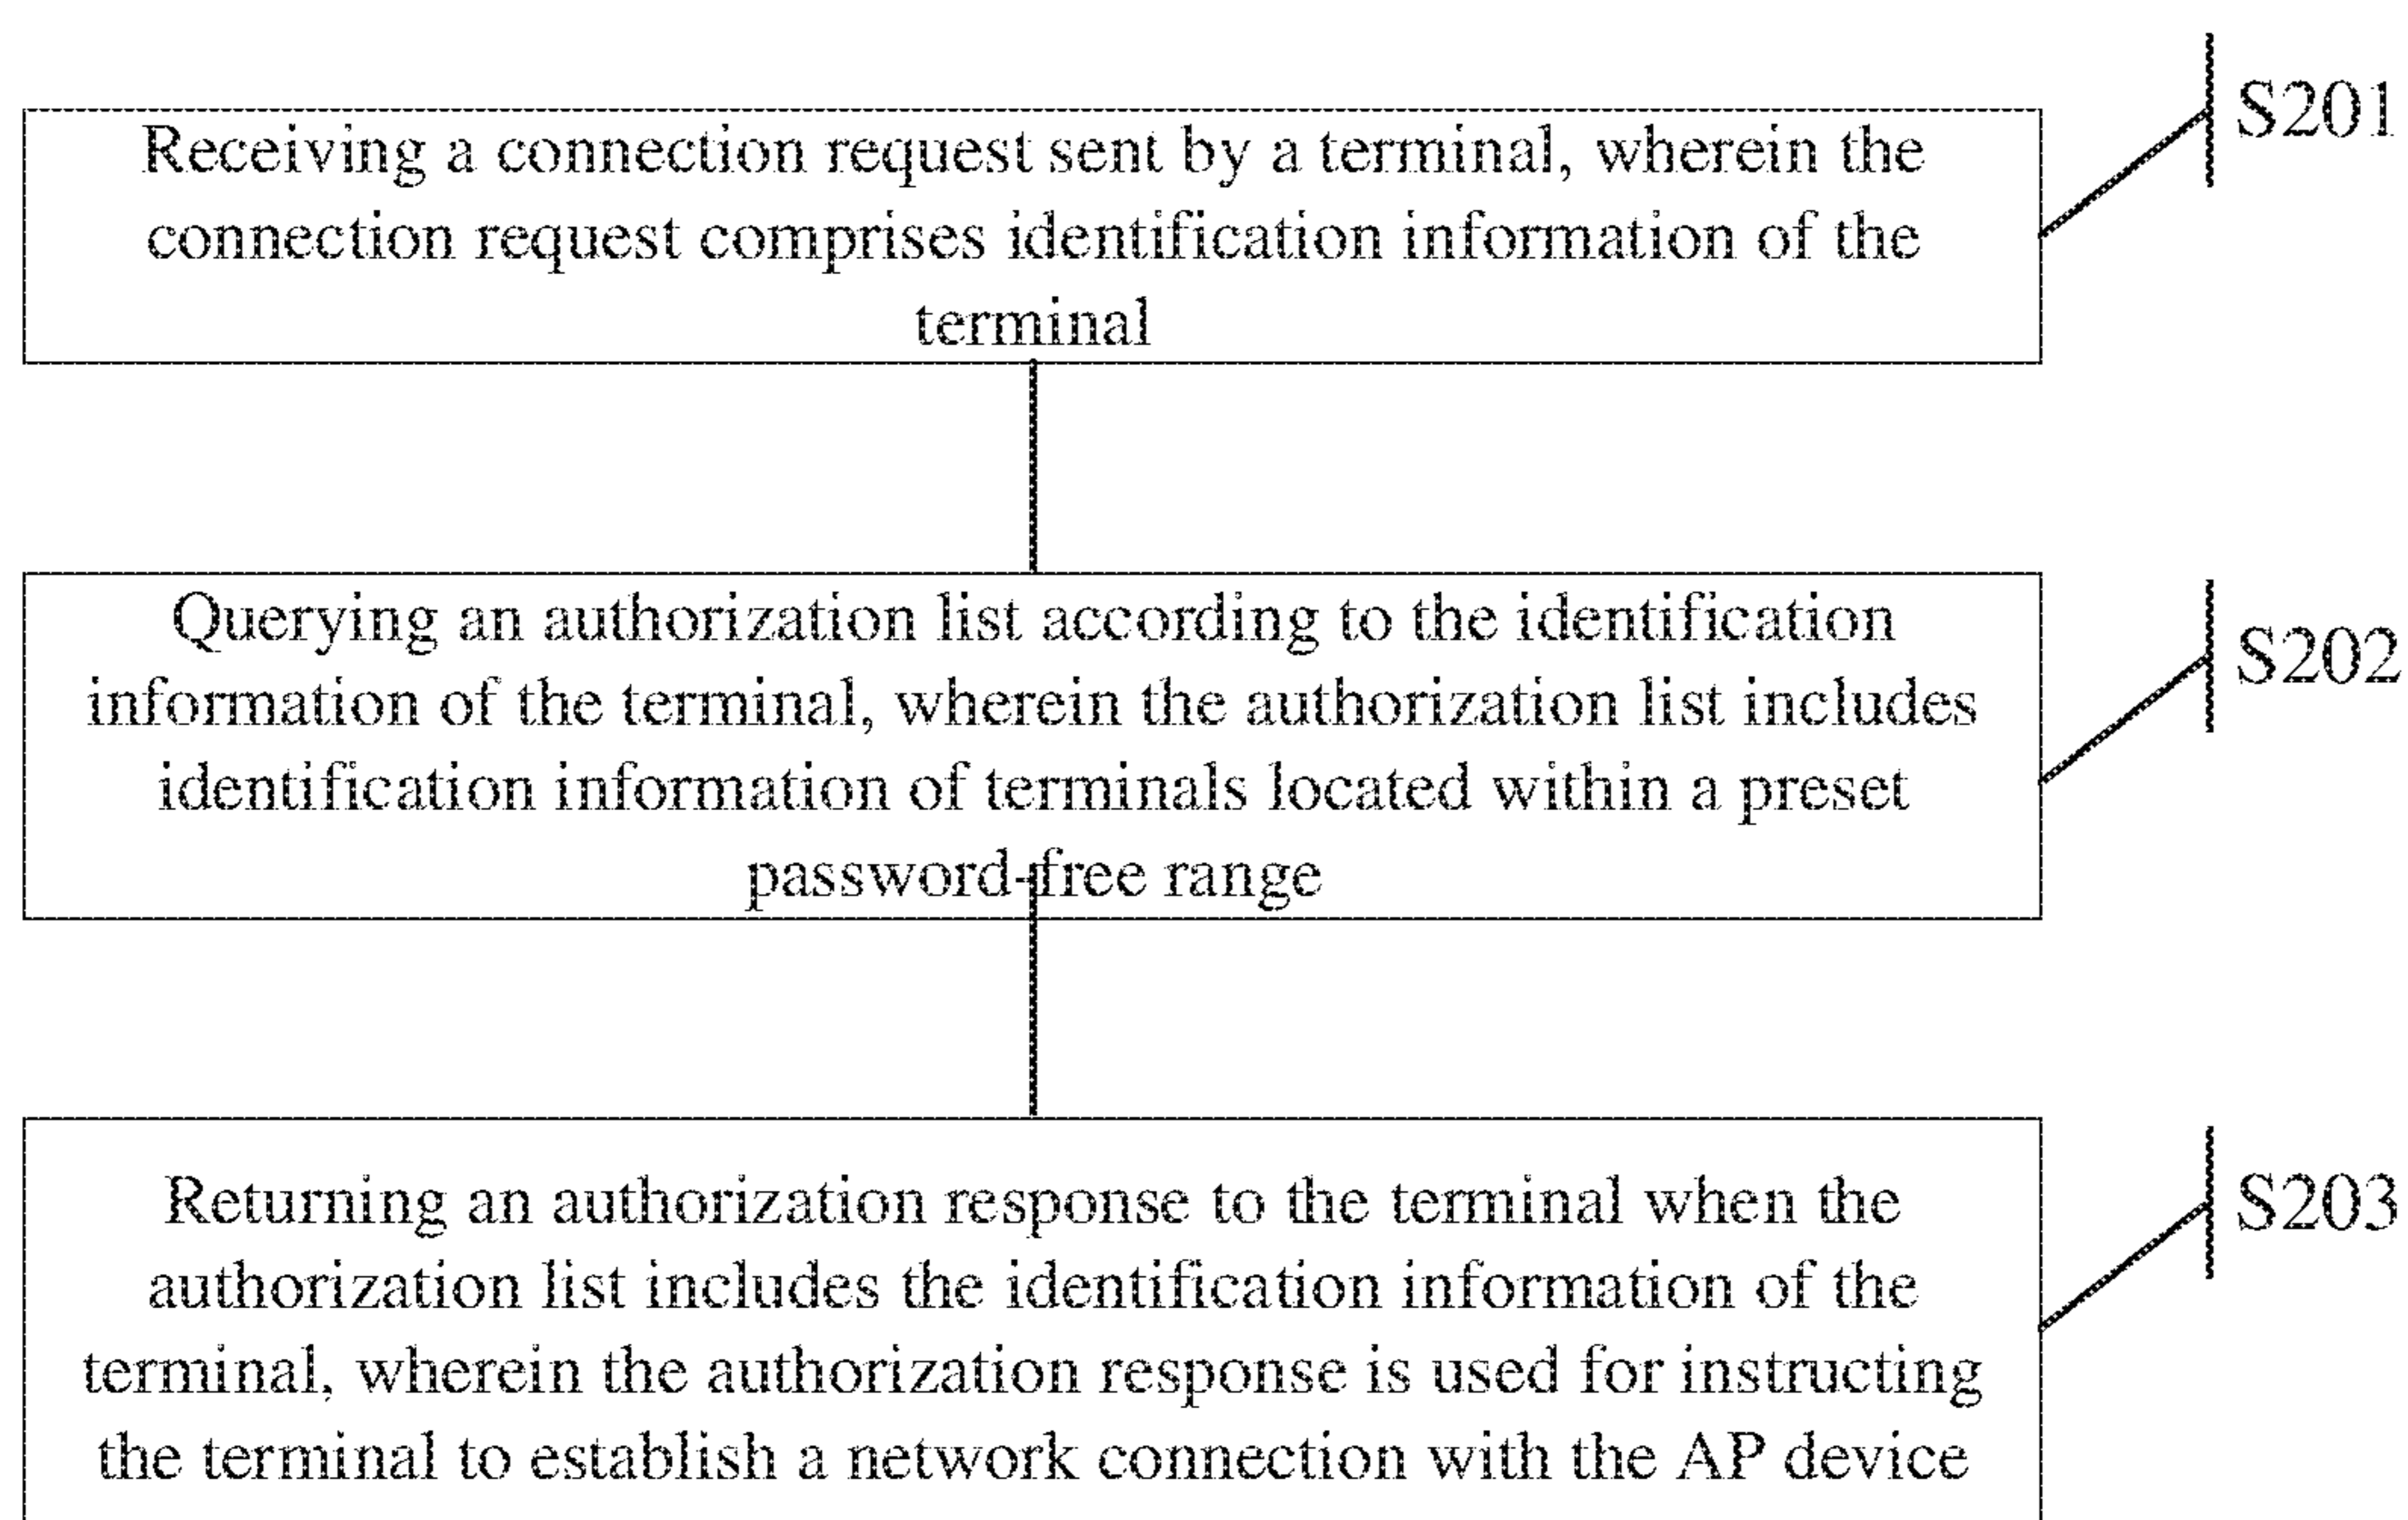 S201
Receiving a connection request sent by a terminal, wherein the
connection request comprises identification information of the
terminal
S202
Querying an authorization list according to the identification
information of the terminal, wherein the authorization list includes
identification information of terminals located within a preset
password-free range
S203
Returning an authorization response to the terminal when the
authorization list includes the identification information of the
terminal, wherein the authorization response is used for instructing
the terminal to establish a network connection with the AP device